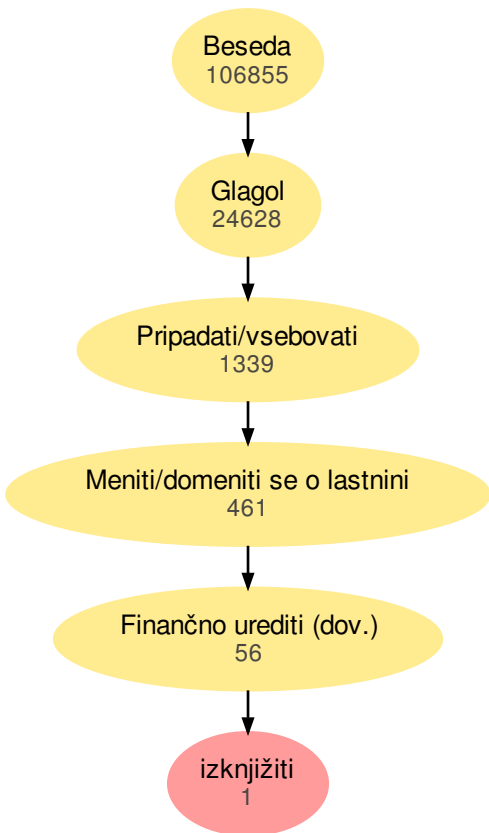 Beseda
106855
Glagol
24628
Pripadati/vsebovati
1339
Meniti/domeniti se o lastnini
461
Finančno urediti (dov.)
56
izknjižiti
1